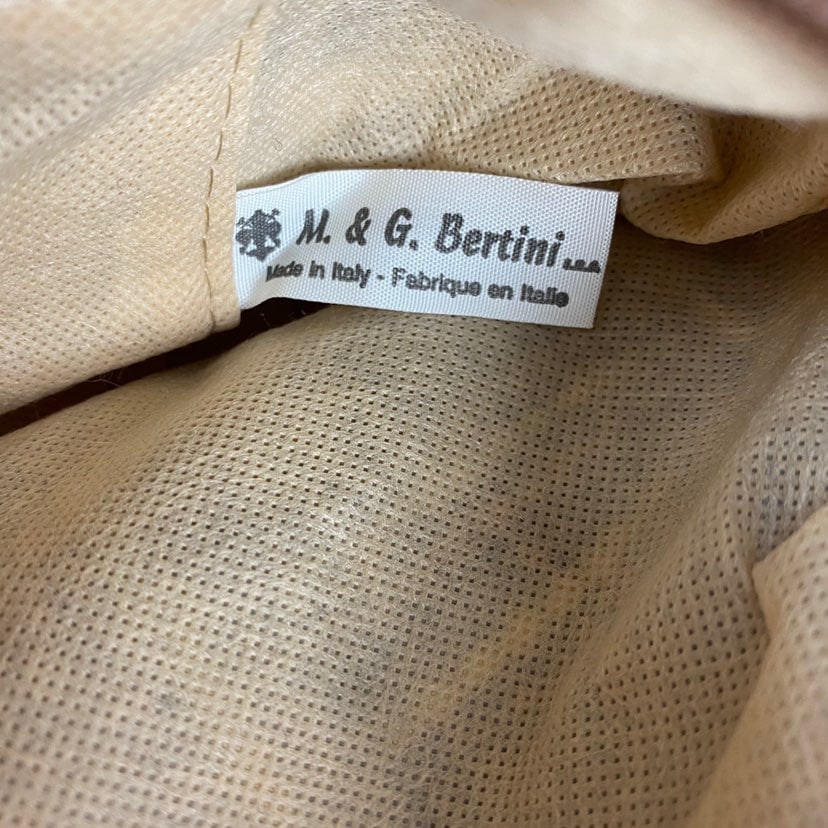 M. & G. Bertini
Made in Italy - Fabrique en Italie